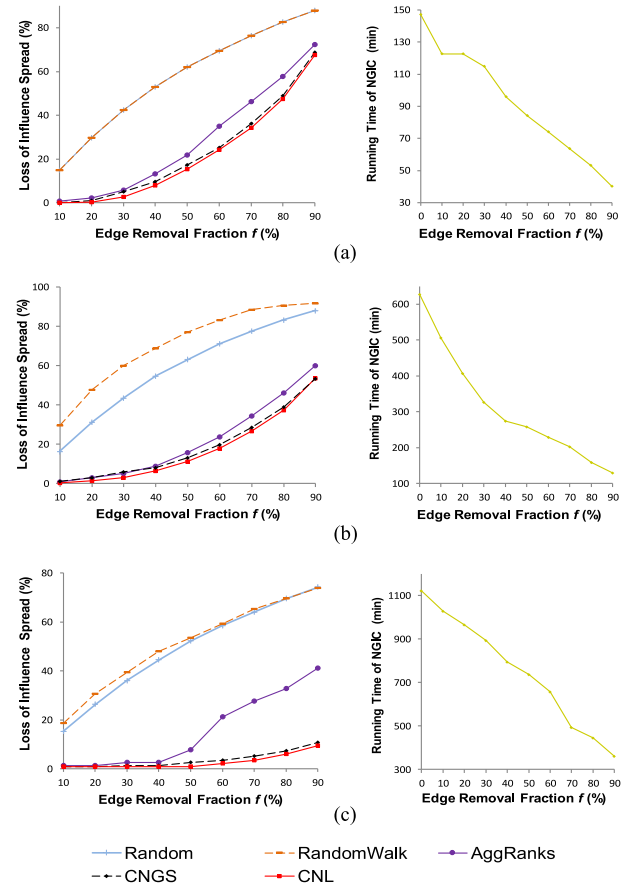 Loss of Influence Spread (%)
80
60
40
20
0
10 20 30 40 50 60 70 80 90
Edge Removal Fraction f (%)
Running Time of NGIC (min)
150
130
110
90
70
50
30
0 10 20 30 40 50 60 70 80 90
Edge Removal Fraction f (%)
(a)
Loss of Influence Spread (%)
100
80
60
40
20
0
10 20 30 40 50 60 70 80 90
Edge Removal Fraction f (%)
Running Time of NGIC (min)
600
500
400
300
200
100
0 10 20 30 40 50 60 70 80 90
Edge Removal Fraction f (%)
(b)
Loss of Influence Spread (%)
80
60
40
20
0
10 20 30 40 50 60 70 80 90
Edge Removal Fraction f (%)
Running Time of NGIC (min)
1100
900
700
500
300
0 10 20 30 40 50 60 70 80 90
Edge Removal Fraction f (%)
(c)
Random RandomWalk AggRanks
CNGS CNL